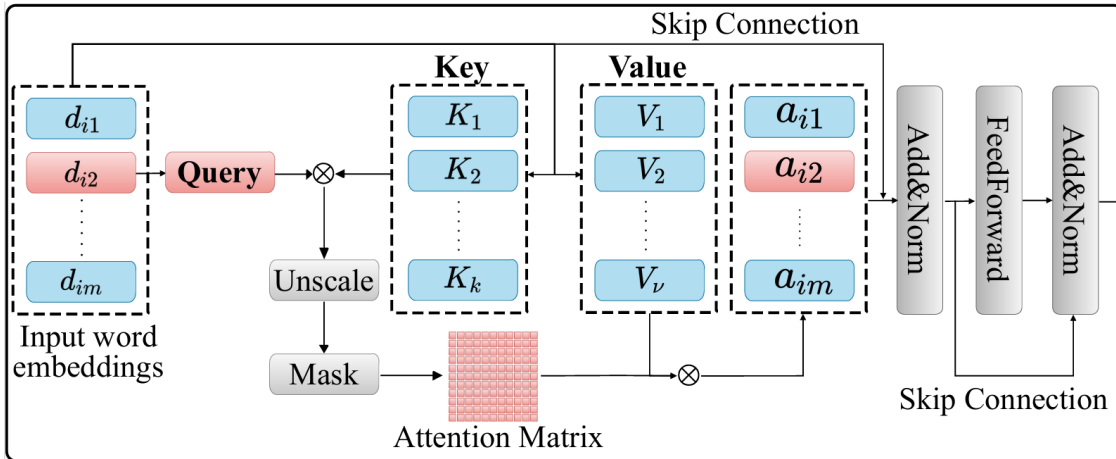 Skip Connection
Key
Value
d_{i1}
K_1
V_1
a_{i1}
d_{i2}
Query
⊗
K_2
V_2
a_{i2}
Add&Norm
FeedForward
Add&Norm
Unscale
d_{im}
K_k
V_ν
a_{im}
Input word
embeddings
Mask
⊗
Skip Connection
Attention Matrix